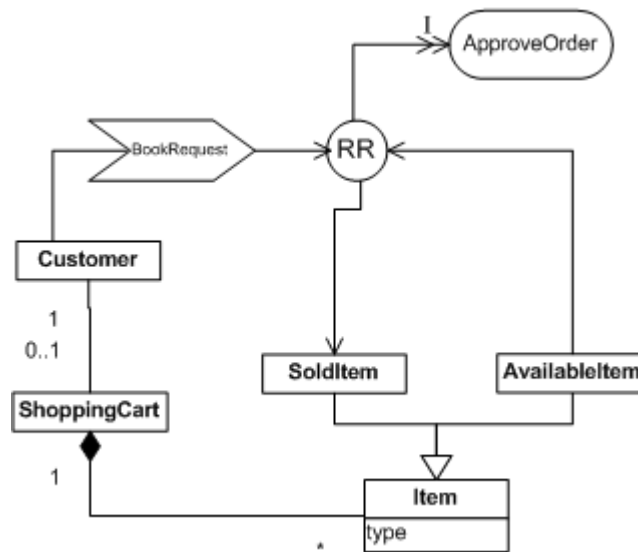 I
ApproveOrder
BookRequest
RR
Customer
1
0..1
SoldItem
AvailableItem
ShoppingCart
1
Item
type
*